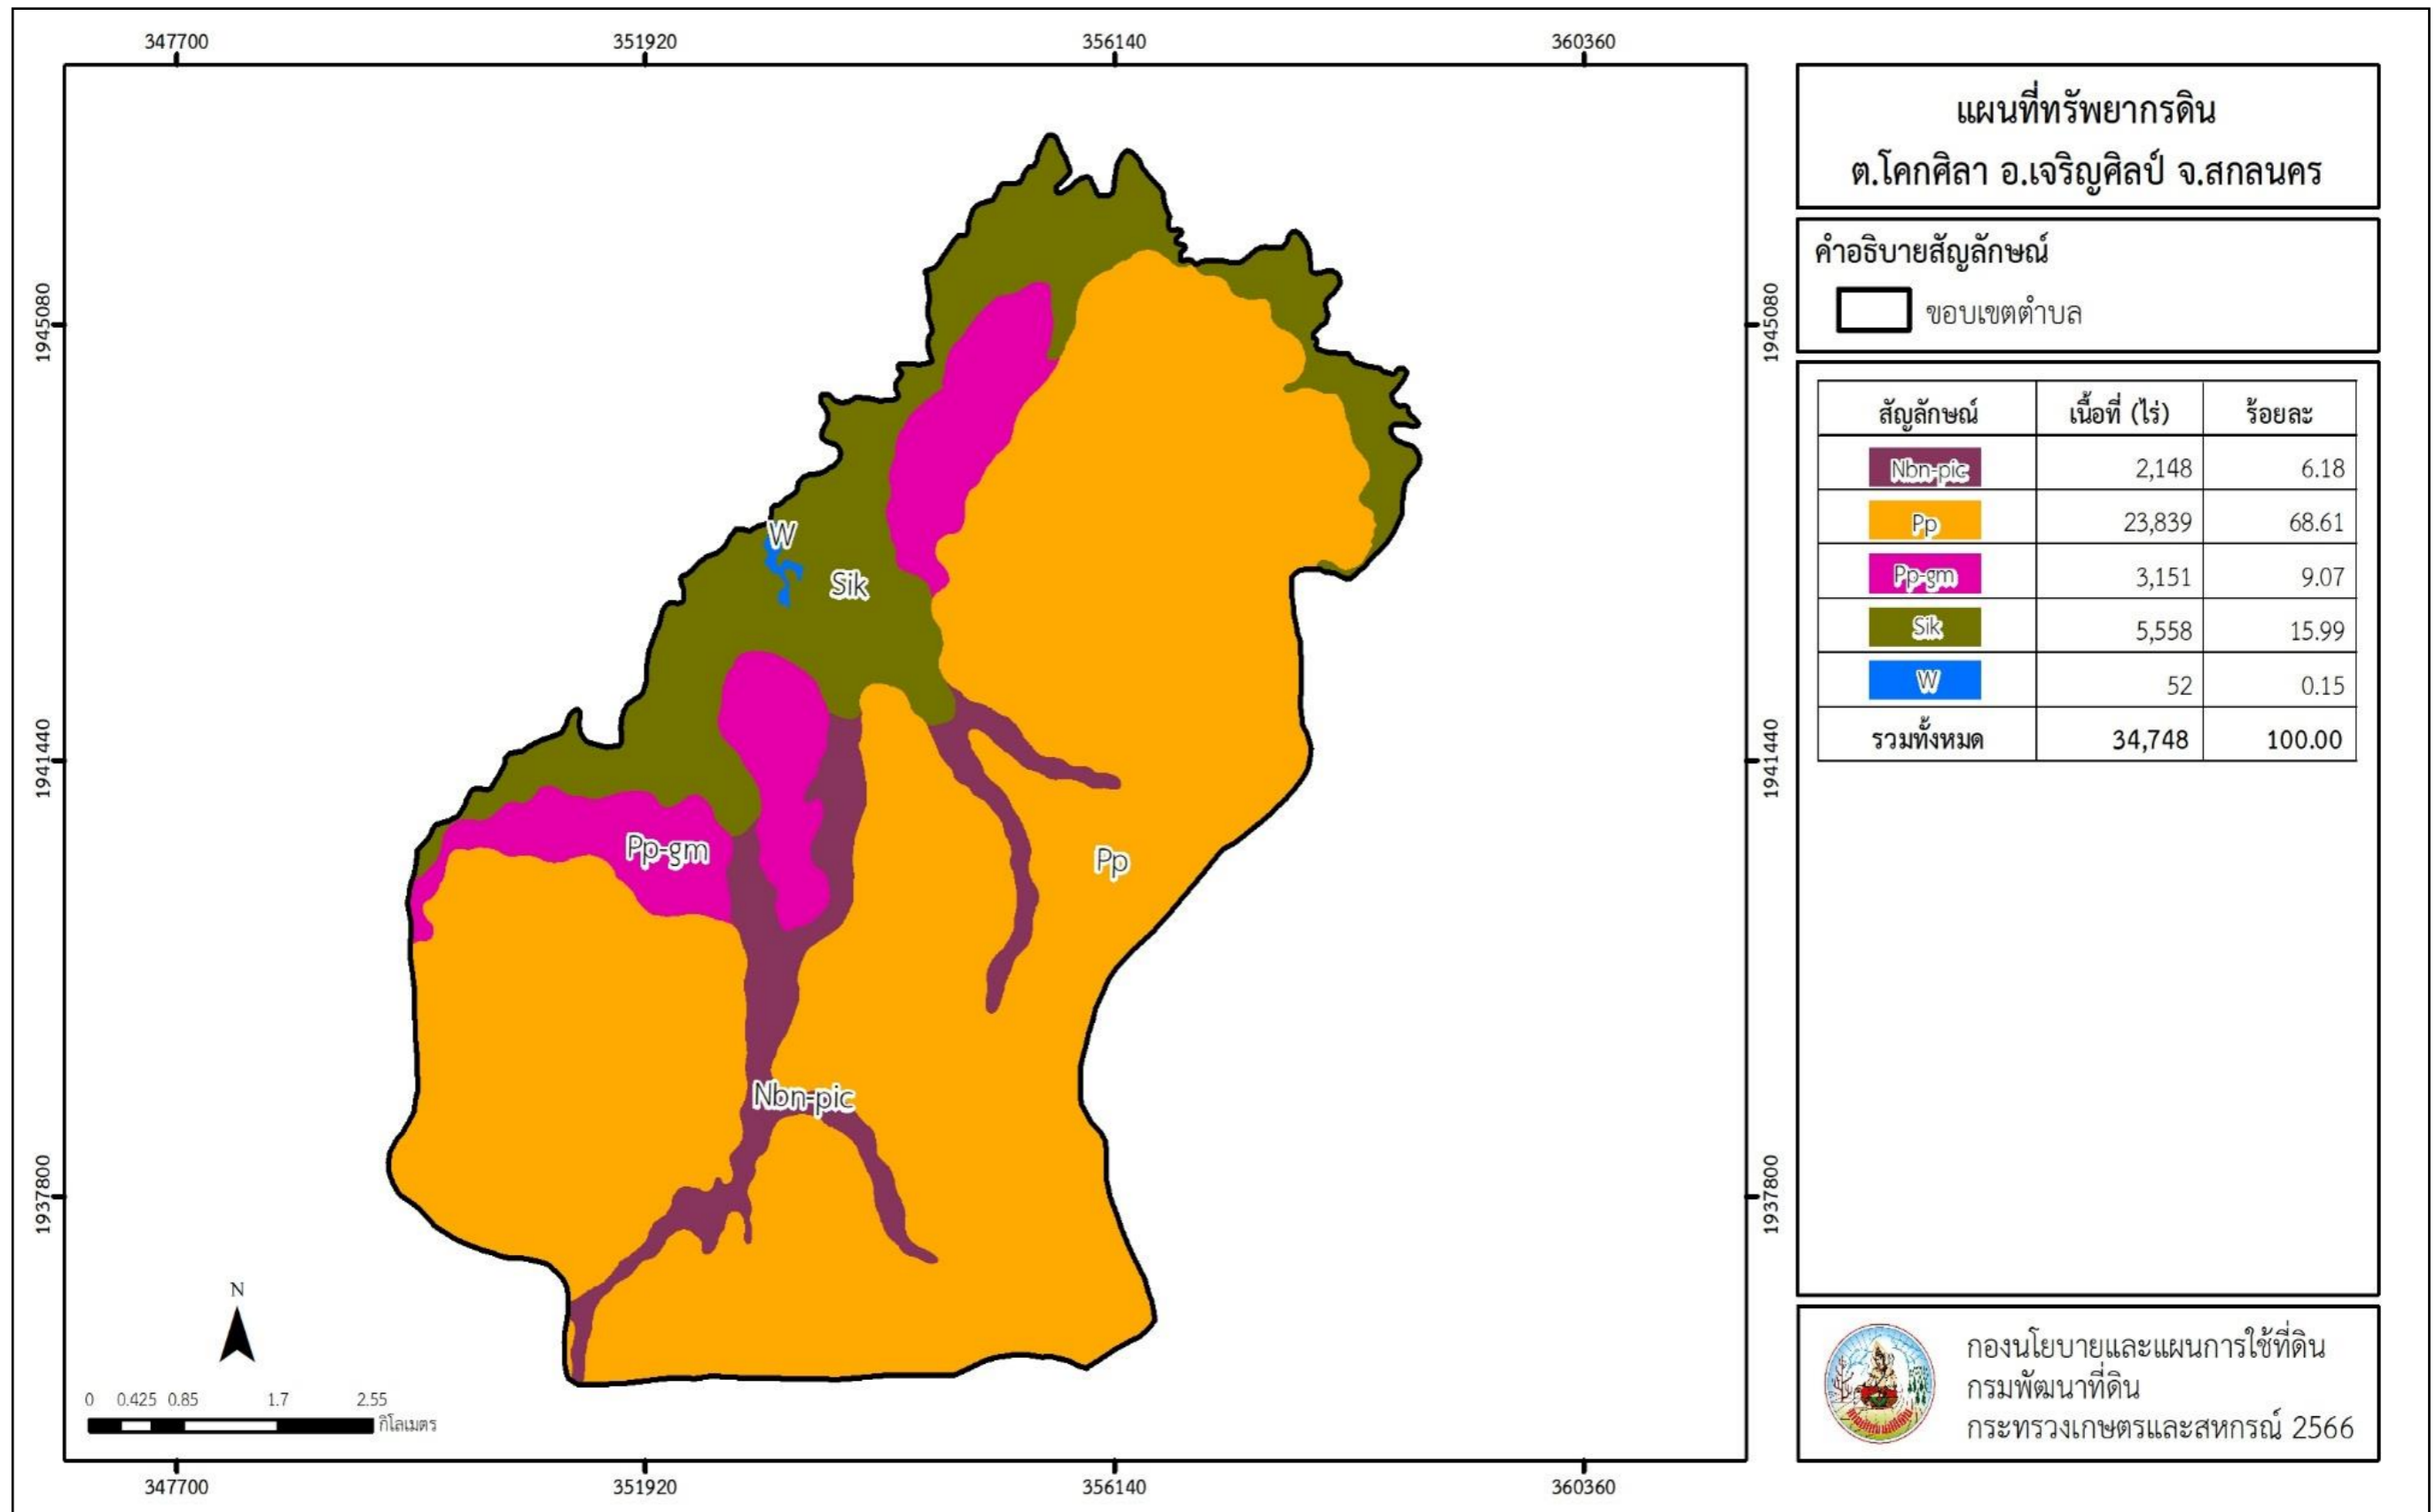 347700 351920 356140 360360
1945080
1941440
1937800
1945080
1941440
1937800
W
Sik
Pp-gm
Pp
Nbn-pic
N
0 0.425 0.85 1.7 2.55
กิโลเมตร
347700 351920 356140 360360
แผนที่ทรัพยากรดิน
ต.โคกศิลา อ.เจริญศิลป์ จ.สกลนคร
คำอธิบายสัญลักษณ์
ขอบเขตตำบล
สัญลักษณ์ เนื้อที่ (ไร่) ร้อยละ
Nbn-pic 2,148 6.18
Pp 23,839 68.61
Pp-gm 3,151 9.07
Sik 5,558 15.99
W 52 0.15
รวมทั้งหมด 34,748 100.00
กองนโยบายและแผนการใช้ที่ดิน
กรมพัฒนาที่ดิน
กระทรวงเกษตรและสหกรณ์ 2566